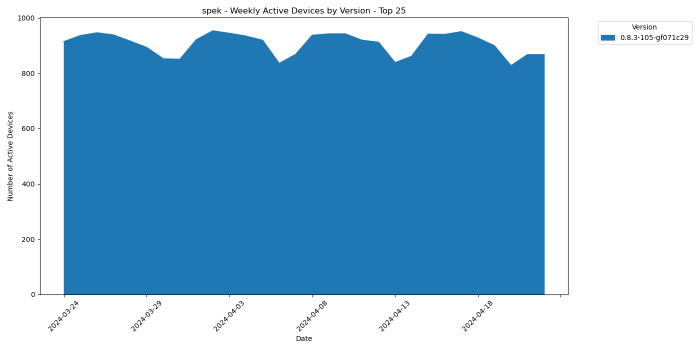 spek - Weekly Active Devices by Version - Top 25
Version
0.8.3-105-gf071c29
Number of Active Devices
1000
800
600
400
200
0
2024-03-24
2024-03-29
2024-04-03
2024-04-08
2024-04-13
2024-04-18
Date